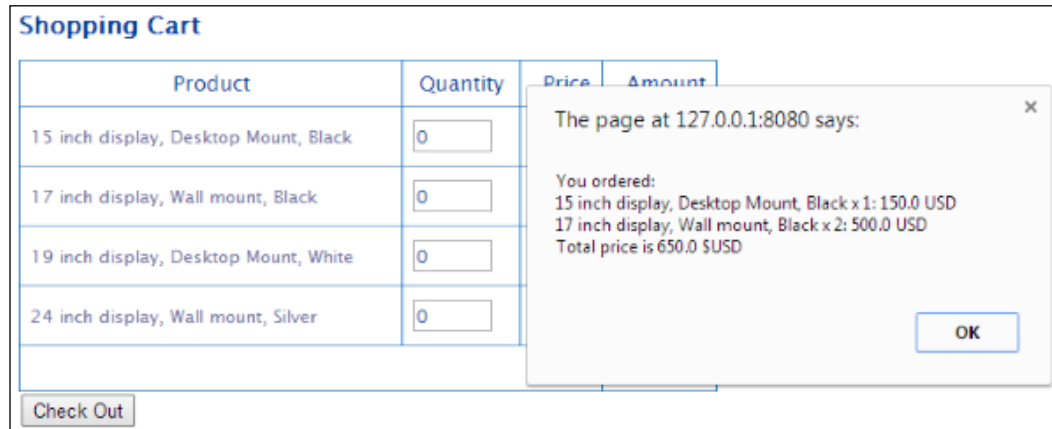 Shopping Cart
Product Quantity Price Amount
15 inch display, Desktop Mount, Black 0
17 inch display, Wall mount, Black 0
19 inch display, Desktop Mount, White 0
24 inch display, Wall mount, Silver 0
Check Out
The page at 127.0.0.1:8080 says:
×
You ordered:
15 inch display, Desktop Mount, Black x 1: 150.0 USD
17 inch display, Wall mount, Black x 2: 500.0 USD
Total price is 650.0 $USD
OK